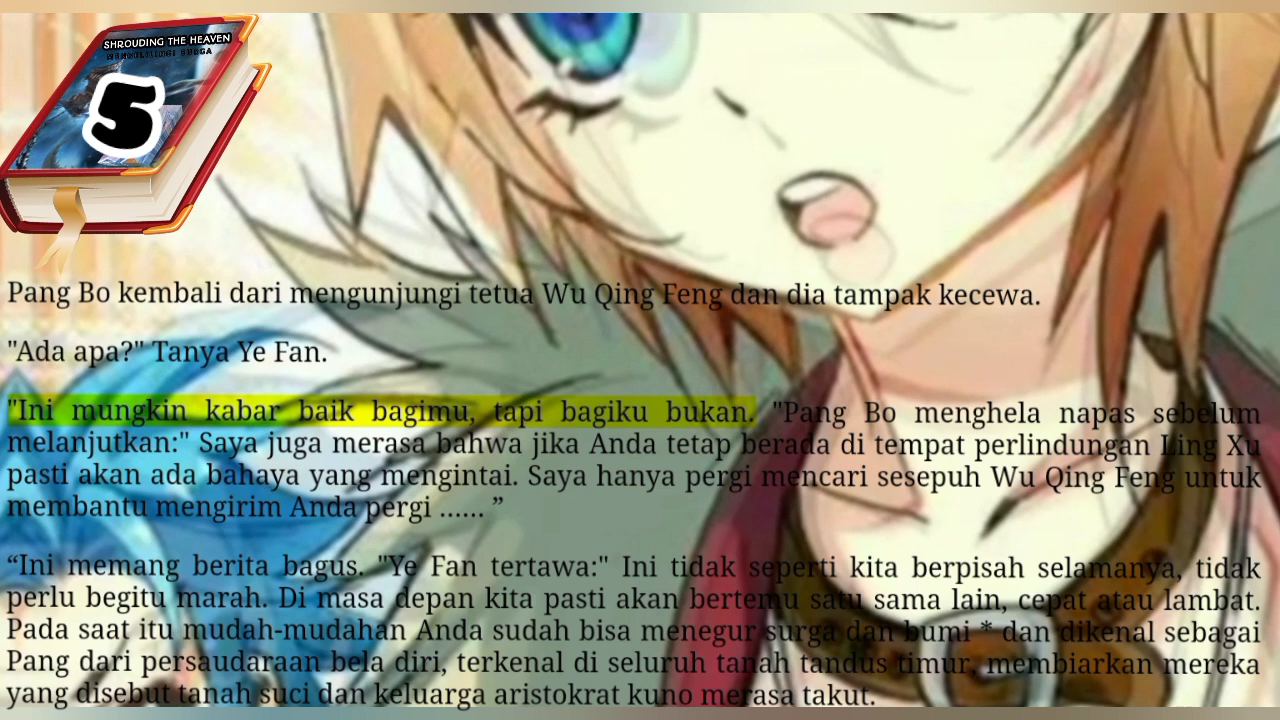 SHROUDING THE HEAVEN
5
Pang Bo kembali dari mengunjungi tetua Wu Qing Feng dan dia tampak kecewa.
"Ada apa?" Tanya Ye Fan.
"Ini mungkin kabar baik bagimu, tapi bagiku bukan. "Pang Bo menghela napas sebelum
melanjutkan:" Saya juga merasa bahwa jika Anda tetap berada di tempat perlindungan Ling Xu
pasti akan ada bahaya yang mengintai. Saya hanya pergi mencari sesepuh Wu Qing Feng untuk
membantu mengirim Anda pergi …… ”
“Ini memang berita bagus. "Ye Fan tertawa:" Ini tidak seperti kita berpisah selamanya, tidak
perlu begitu marah. Di masa depan kita pasti akan bertemu satu sama lain, cepat atau lambat.
Pada saat itu mudah-mudahan Anda sudah bisa menegur surga dan bumi * dan dikenal sebagai
Pang dari persaudaraan bela diri, terkenal di seluruh tanah tandus timur, membiarkan mereka
yang disebut tanah suci dan keluarga aristokrat kuno merasa takut.